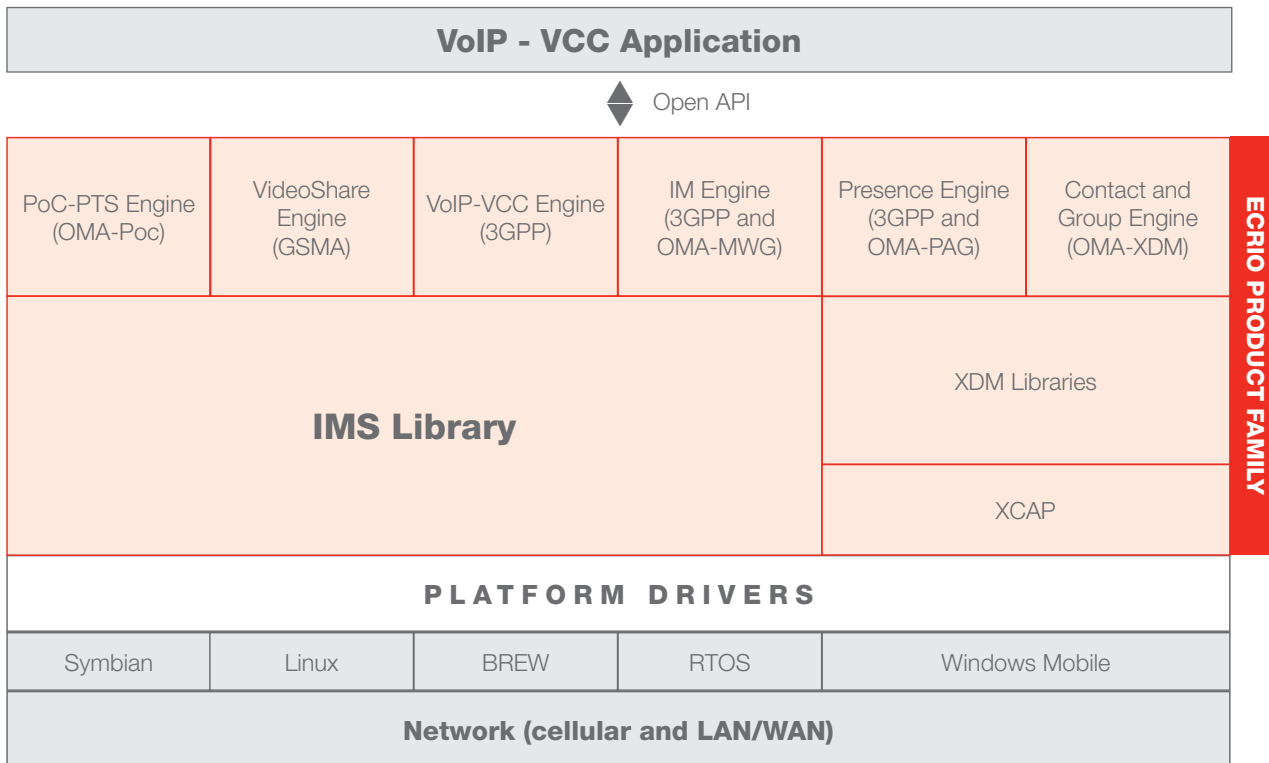 VoIP - VCC Application
Open API
PoC-PTS Engine
(OMA-Poc)
VideoShare
Engine
(GSMA)
VoIP-VCC Engine
(3GPP)
IM Engine
(3GPP and
OMA-MWG)
Presence Engine
(3GPP and
OMA-PAG)
Contact and
Group Engine
(OMA-XDM)
ECRIO PRODUCT FAMILY
IMS Library
XDM Libraries
XCAP
PLATFORM DRIVERS
Symbian
Linux
BREW
RTOS
Windows Mobile
Network (cellular and LAN/WAN)